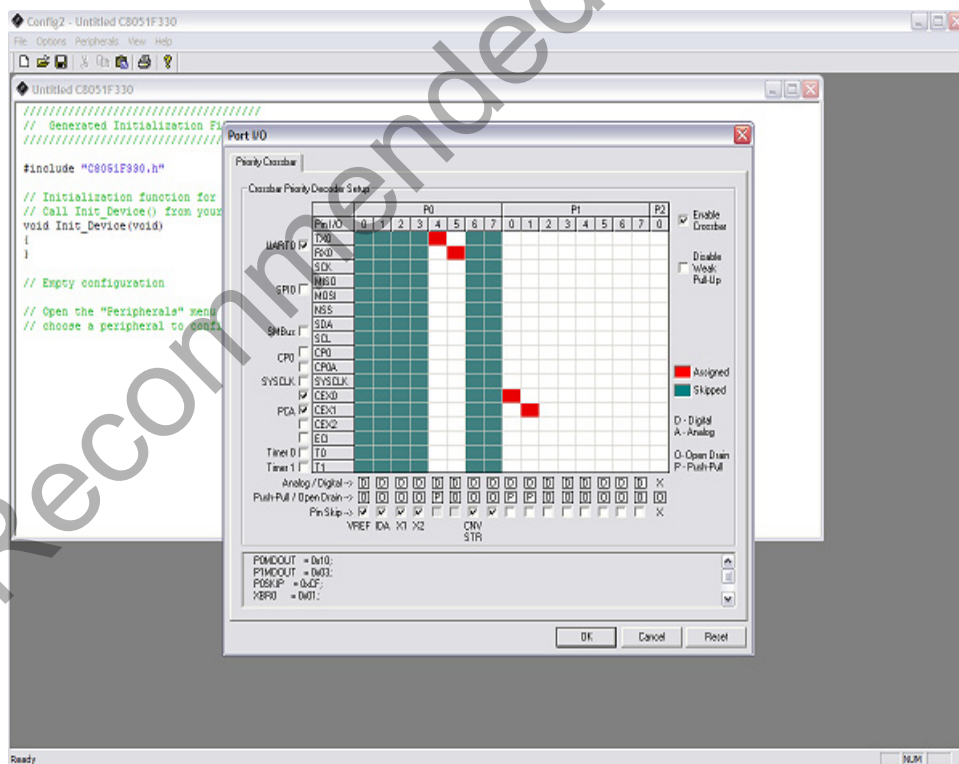 Config2 - Untitled C8051F330
File Options Peripherals View Help
Untitled C8051F330
/////////////////////////////////////
// Generated Initialization Fi
#include "C8051F330.h"
// Initialization function for
// Call Init_Device() from your
void Init_Device(void)
{
}
// Empty configuration
// Open the "Peripherals" menu
// choose a peripheral to confi
Port I/O
Priority Crossbar
Crossbar Priority Decoder Setup
P0 P1 P2
Pin I/O 0 1 2 3 4 5 6 7 0 1 2 3 4 5 6 7 0
UART0
TX0
RX0
SPI0
SCK
MISO
MOSI
NSS
SMBus
SDA
SCL
CP0
CP0
CP0A
SYSCLK SYSCLK
PCA
CEX0
CEX1
CEX2
ECI
Timer 0 T0
Timer 1 T1
Analog / Digital -> D D D D D D D D D D D D D D D D X
Push-Pull / Open Drain -> O O O O P O O O P P O O O O O O O
Pin Skip -> X
VREF IDA X1 X2 CNV
STR
Enable
Crossbar
Disable
Weak
Pull-Up
Assigned
Skipped
D - Digital
A - Analog
O - Open Drain
P - Push-Pull
P0MDOUT = 0x10;
P1MDOUT = 0x03;
P0SKIP = 0xCF;
XBR0 = 0x01;
OK Cancel Reset
Ready NUM
Recommended